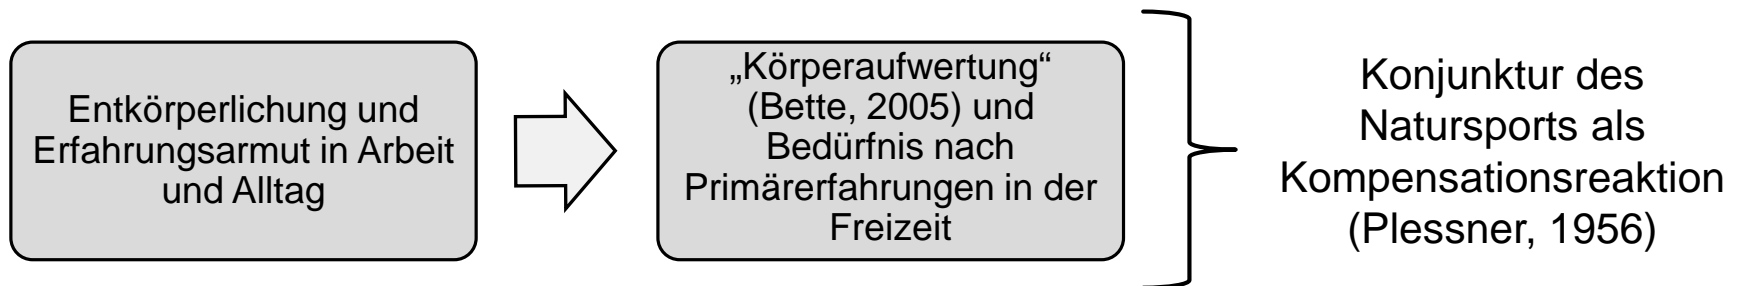 Entkörperlichung und
Erfahrungsarmut in Arbeit
und Alltag
„Körperaufwertung“
(Bette, 2005) und
Bedürfnis nach
Primärerfahrungen in der
Freizeit
Konjunktur des
Natursports als
Kompensationsreaktion
(Plessner, 1956)